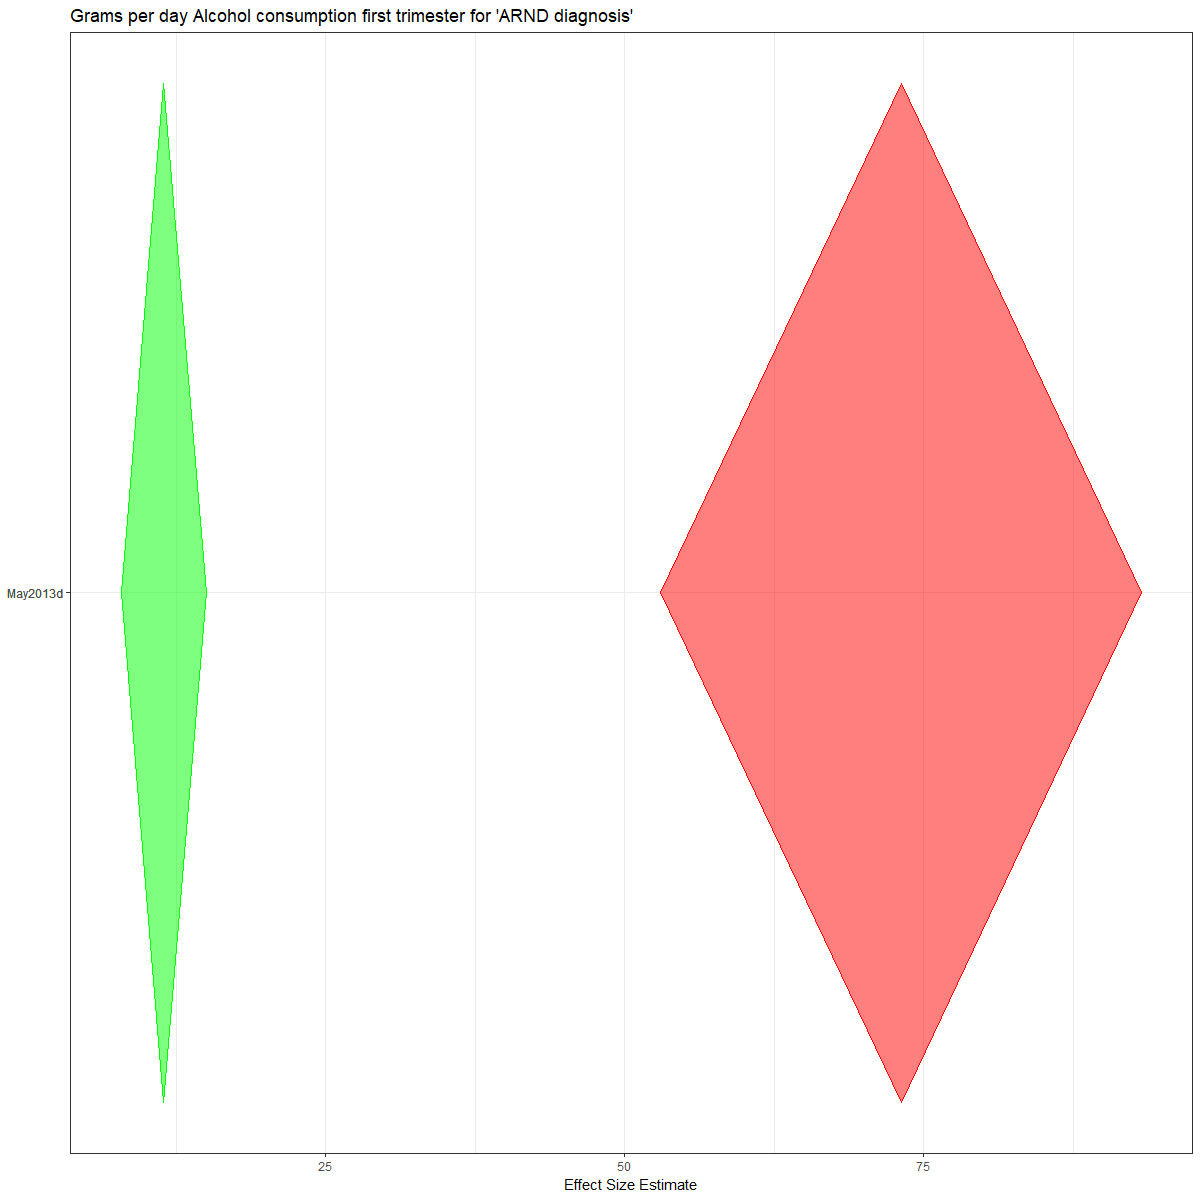 Grams per day Alcohol consumption first trimester for 'ARND diagnosis'
May2013d
25 50 75
Effect Size Estimate